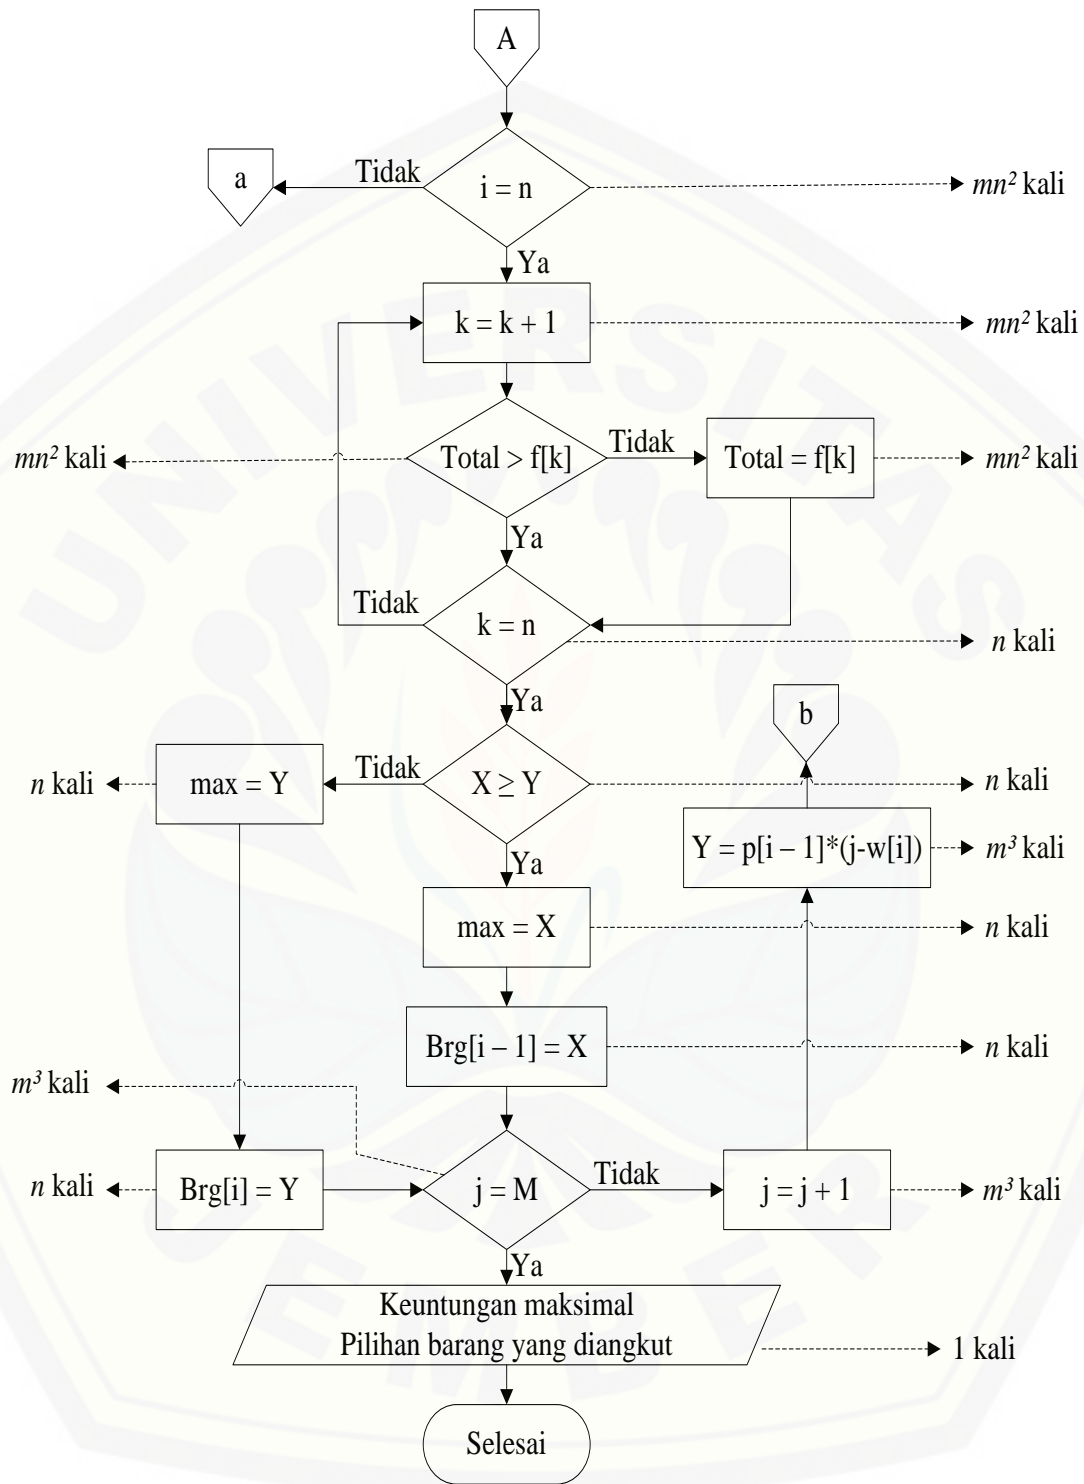 A
a
Tidak
i = n
mn² kali
Ya
k = k + 1
mn² kali
mn² kali
Total > f[k]
Tidak
Total = f[k]
mn² kali
Ya
Tidak
k = n
n kali
Ya
b
n kali
max = Y
Tidak
X ≥ Y
n kali
Y = p[i – 1]*(j-w[i])
m³ kali
Ya
max = X
n kali
Brg[i – 1] = X
n kali
m³ kali
n kali
Brg[i] = Y
j = M
Tidak
j = j + 1
m³ kali
Ya
Keuntungan maksimal
Pilihan barang yang diangkut
1 kali
Selesai
UNIVERSITAS
JEMBER